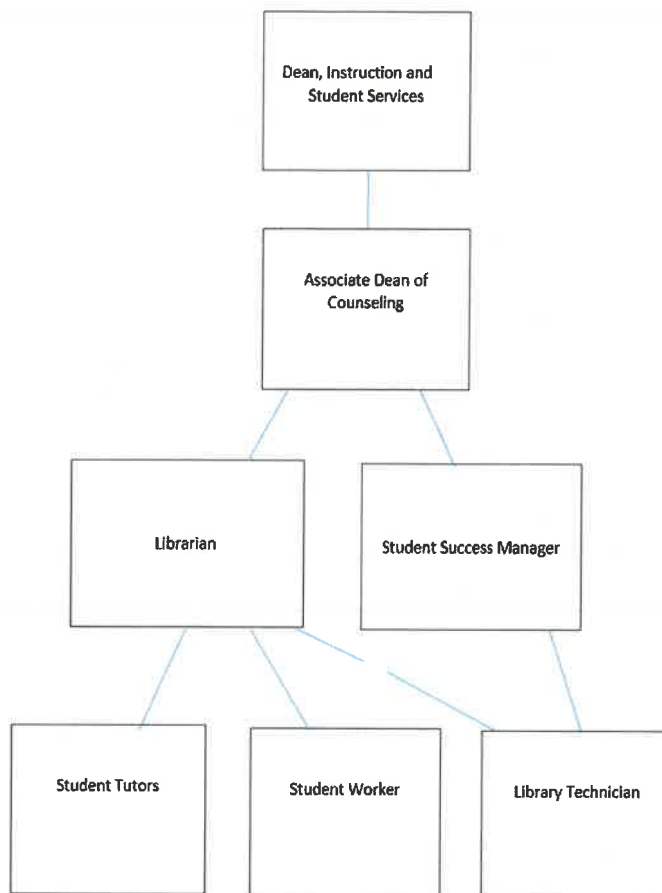 Dean, Instruction and
Student Services
Associate Dean of
Counseling
Librarian
Student Success Manager
Student Tutors
Student Worker
Library Technician